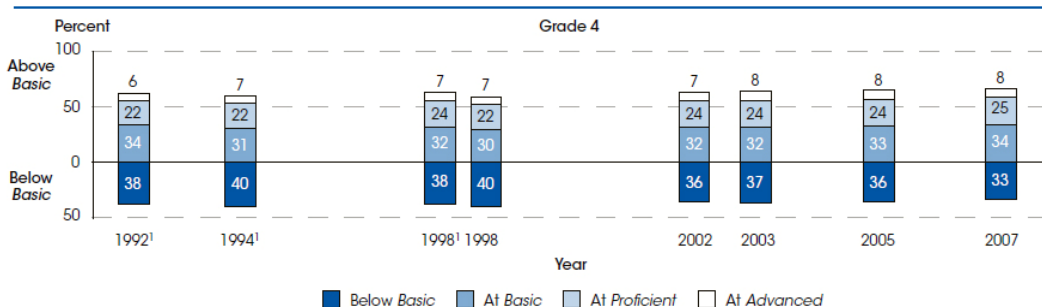 Percent
Grade 4
100
Above
Basic
6 7 7 7 7 8 8 8
50
22 22 24 22 24 24 24 25
34 31 32 30 32 32 33 34
0
Below
Basic
38 40 38 40 36 37 36 33
50
1992¹ 1994¹ 1998¹ 1998 2002 2003 2005 2007
Year
Below Basic At Basic At Proficient At Advanced